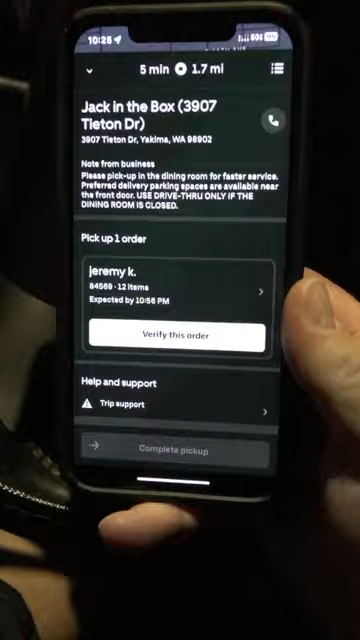 10:25
5 min 1.7 mi
Jack in the Box (3907
Tieton Dr)
3907 Tieton Dr, Yakima, WA 98902
Note from business
Please pick-up in the dining room for faster service.
Preferred delivery parking spaces are available near
the front door. USE DRIVE-THRU ONLY IF THE
DINING ROOM IS CLOSED.
Pick up 1 order
jeremy k.
84569 · 12 items
Expected by 10:56 PM
Verify this order
Help and support
Trip support
Complete pickup